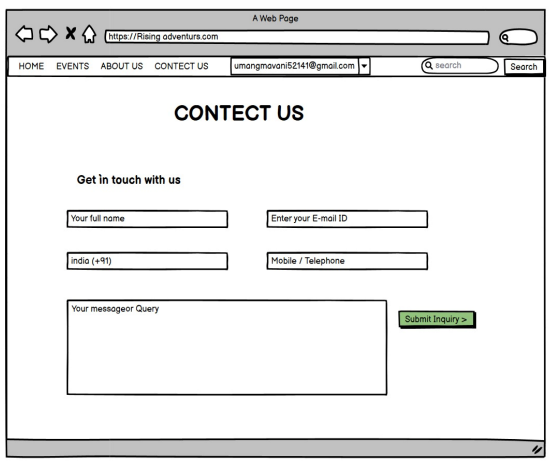 A Web Page
https://Rising adventurs.com
HOME EVENTS ABOUT US CONTECT US umangmavani52141@gmail.com search Search
CONTECT US
Get in touch with us
Your full name Enter your E-mail ID
india (+91) Mobile / Telephone
Your messageor Query
Submit Inquiry >